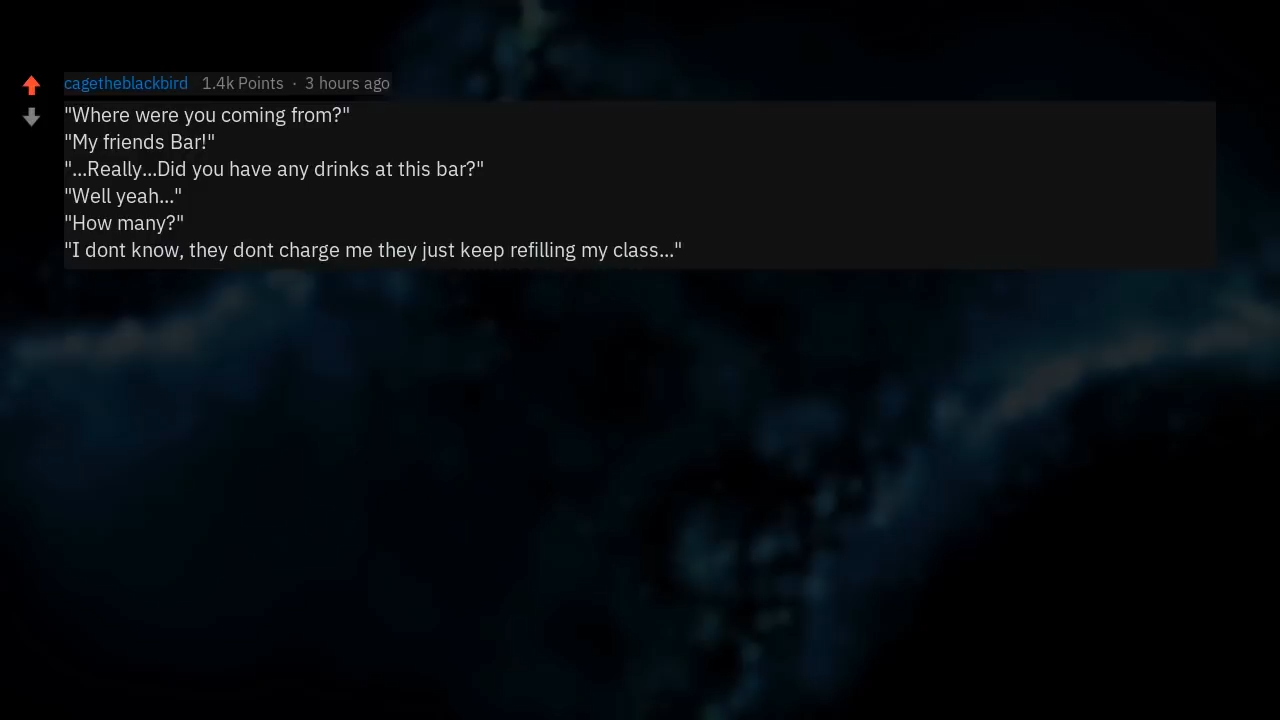 cagetheblackbird 1.4k Points · 3 hours ago
"Where were you coming from?"
"My friends Bar!"
"...Really...Did you have any drinks at this bar?"
"Well yeah..."
"How many?"
"I dont know, they dont charge me they just keep refilling my class..."